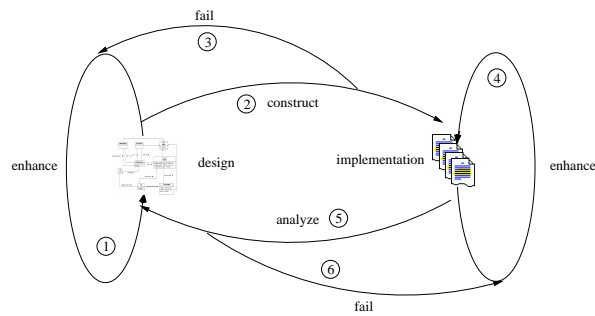 fail
3
4
2 construct
enhance
design
implementation
enhance
analyze 5
1
6
fail